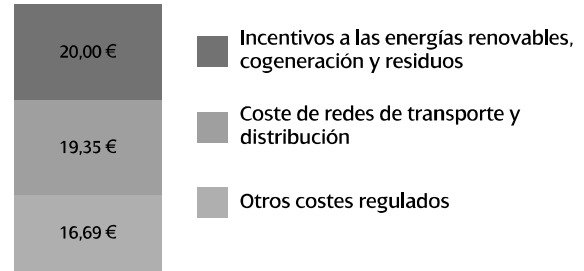 20,00 €
Incentivos a las energías renovables,
cogeneración y residuos
19,35 €
Coste de redes de transporte y
distribución
16,69 €
Otros costes regulados